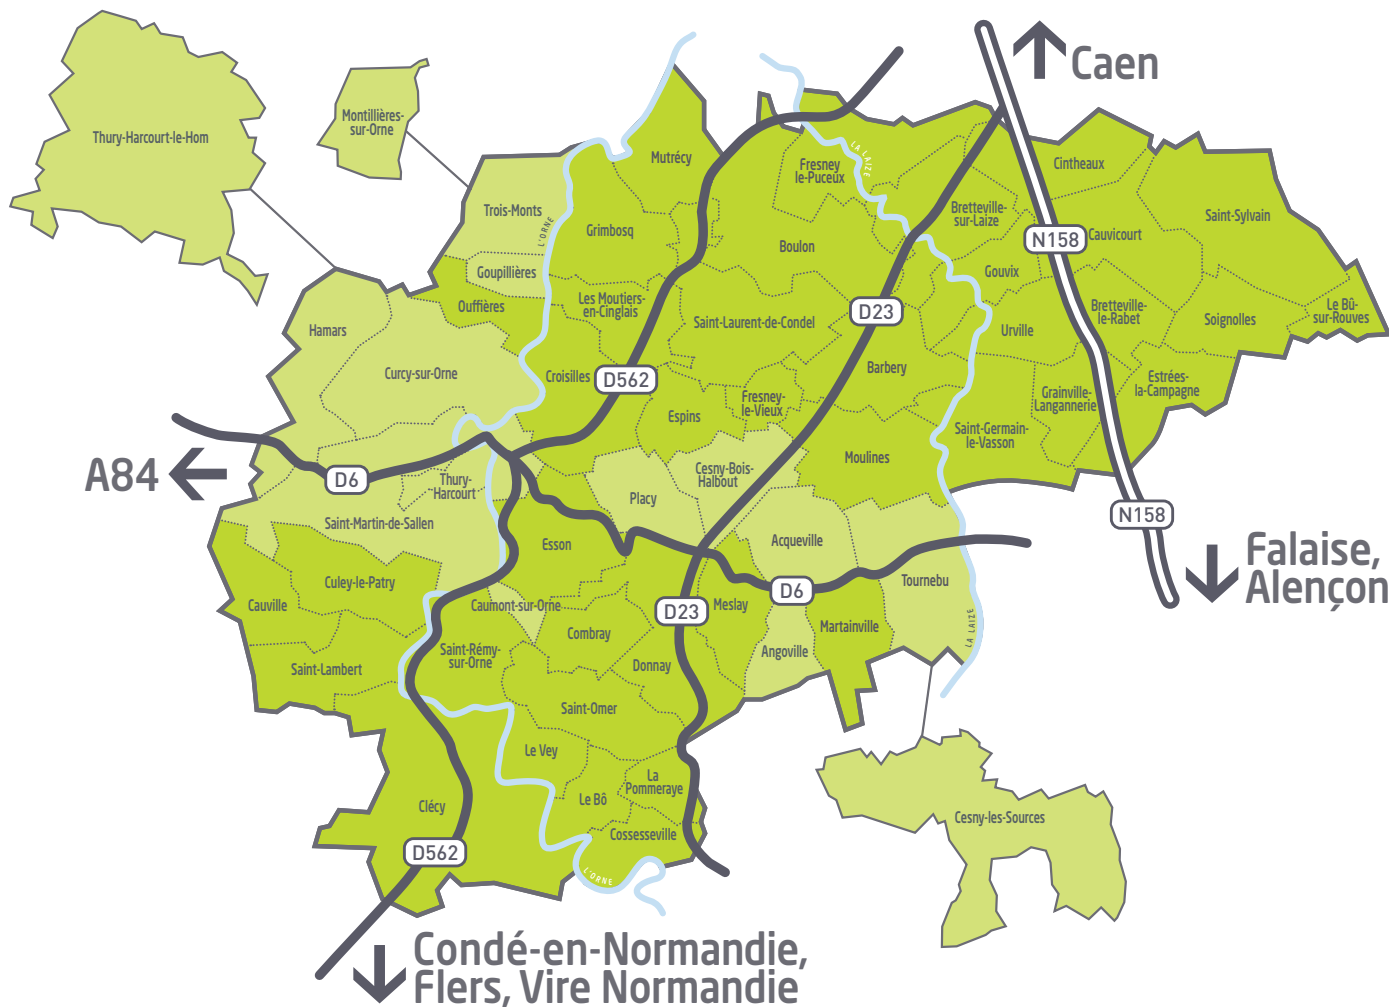 Caen
Thury-Harcourt-le-Hom
Montillières-
sur-Orne
Mutrécy
Fresney
le-Puceux
LA LAIZE
Cintheaux
Trois-Monts
L'ORNE
Grimbosq
Bretteville-
sur-Laize
Saint-Sylvain
Boulon
Cauvicourt
N158
Goupillières
Gouvix
Ouffières
Les Moutiers-
en-Cinglais
Saint-Laurent-de-Condel
D23
Bretteville-
le-Rabet
Le Bû-
sur-Rouves
Soignolles
Hamars
Urville
Curcy-sur-Orne
Croisilles
D562
Barbery
Estrées-
la-Campagne
Grainville-
Langannerie
Fresney-
le-Vieux
Espins
Saint-Germain-
le-Vasson
Moulines
A84
D6
Thury-
Harcourt
Cesny-Bois-
Halbout
Placy
N158
Saint-Martin-de-Sallen
Esson
Acqueville
Falaise,
Alençon
Culey-le-Patry
Tournebu
Cauville
Caumont-sur-Orne
D23
Meslay
D6
Combray
Martainville
LA LAIZE
Saint-Rémy-
sur-Orne
Angoville
Saint-Lambert
Donnay
Saint-Omer
Le Vey
La
Pommeraye
Clécy
Le Bô
Cossesseville
Cesny-les-Sources
D562
L'ORNE
Condé-en-Normandie,
Flers, Vire Normandie